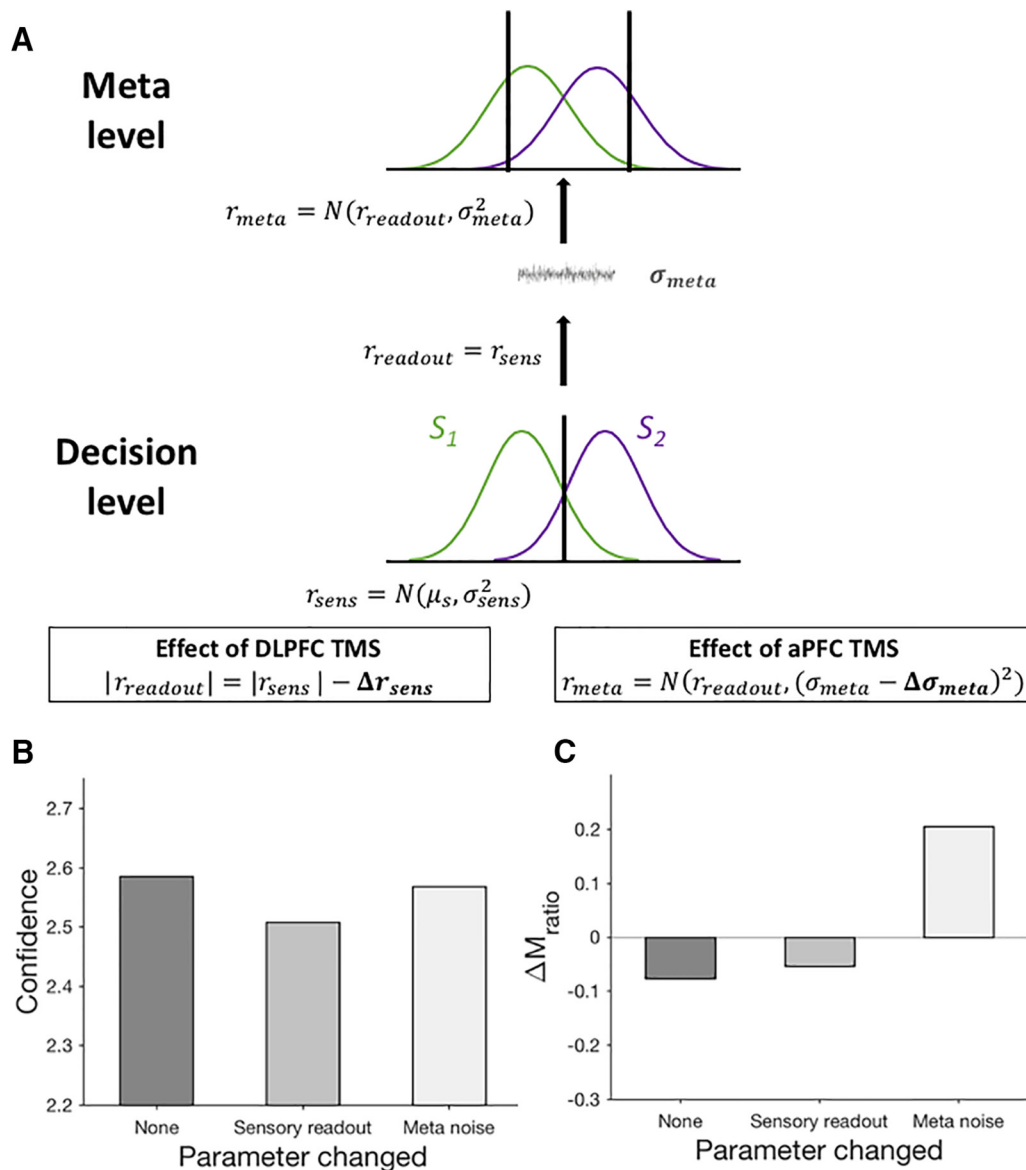 A
Meta
level
r_meta = N(r_readout, σ²_meta)
σ_meta
r_readout = r_sens
S₁
S₂
Decision
level
r_sens = N(μ_s, σ²_sens)
Effect of DLPFC TMS
|r_readout| = |r_sens| − Δr_sens
Effect of aPFC TMS
r_meta = N(r_readout, (σ_meta − Δσ_meta)²)
B
Confidence
2.7
2.6
2.5
2.4
2.3
2.2
None Sensory readout Meta noise
Parameter changed
C
ΔM_ratio
0.2
0.1
0
-0.1
-0.2
-0.3
None Sensory readout Meta noise
Parameter changed